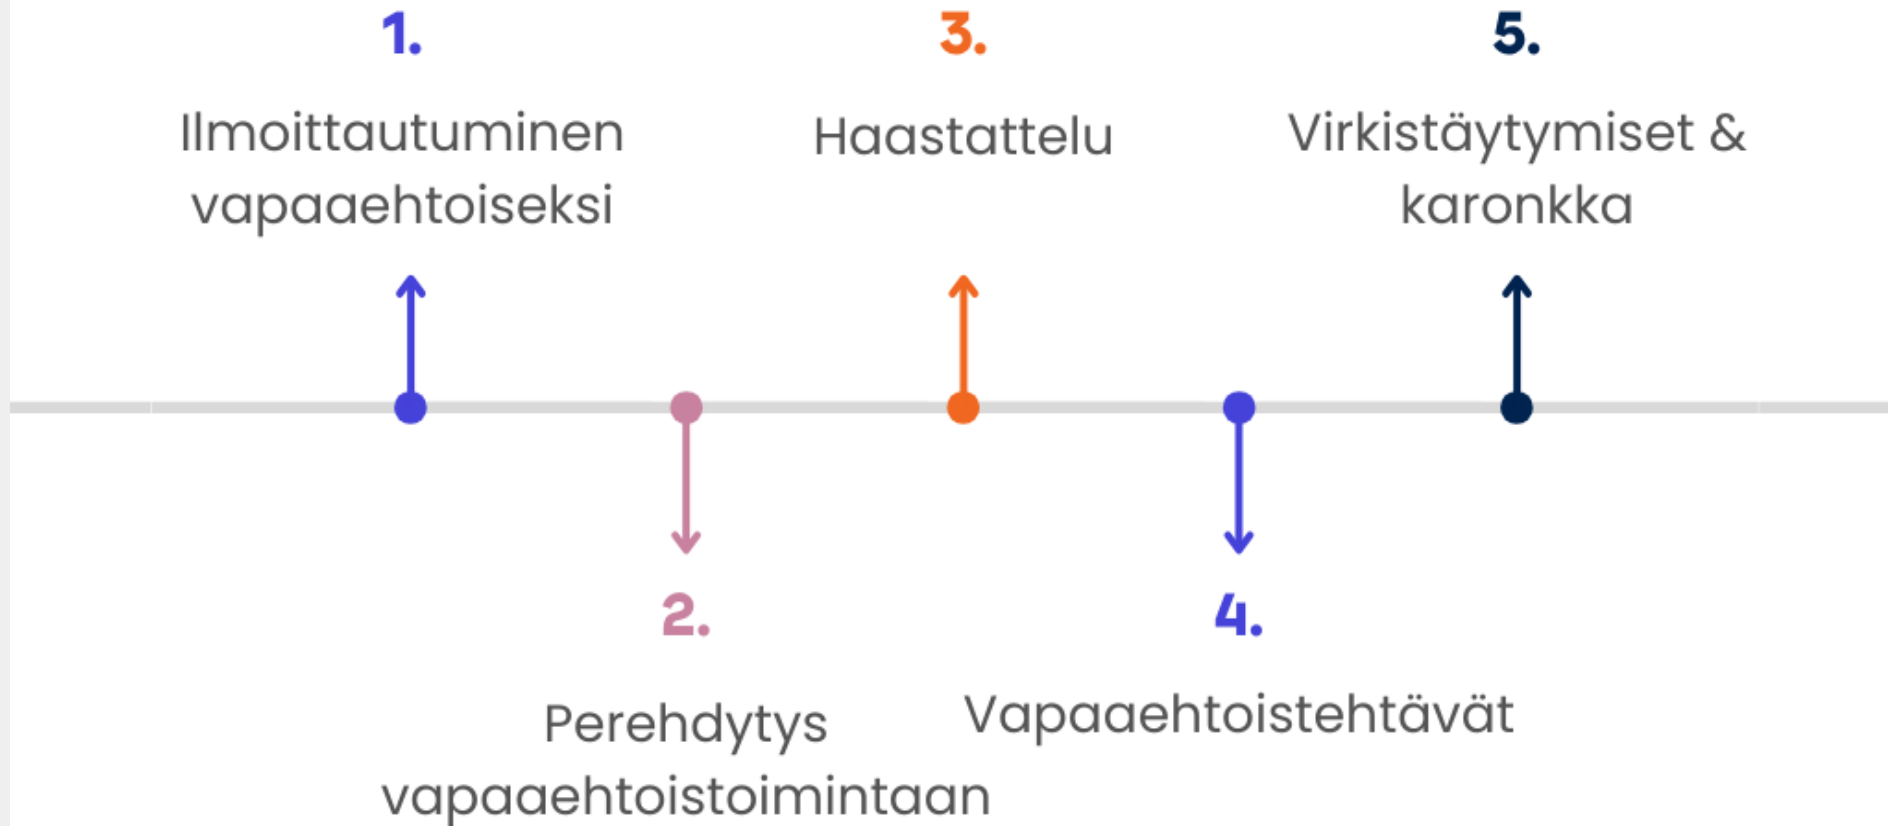 1.
Ilmoittautuminen
vapaaehtoiseksi
2.
Perehdytys
vapaaehtoistoimintaan
3.
Haastattelu
4.
Vapaaehtoistehtävät
5.
Virkistäytymiset &
karonkka